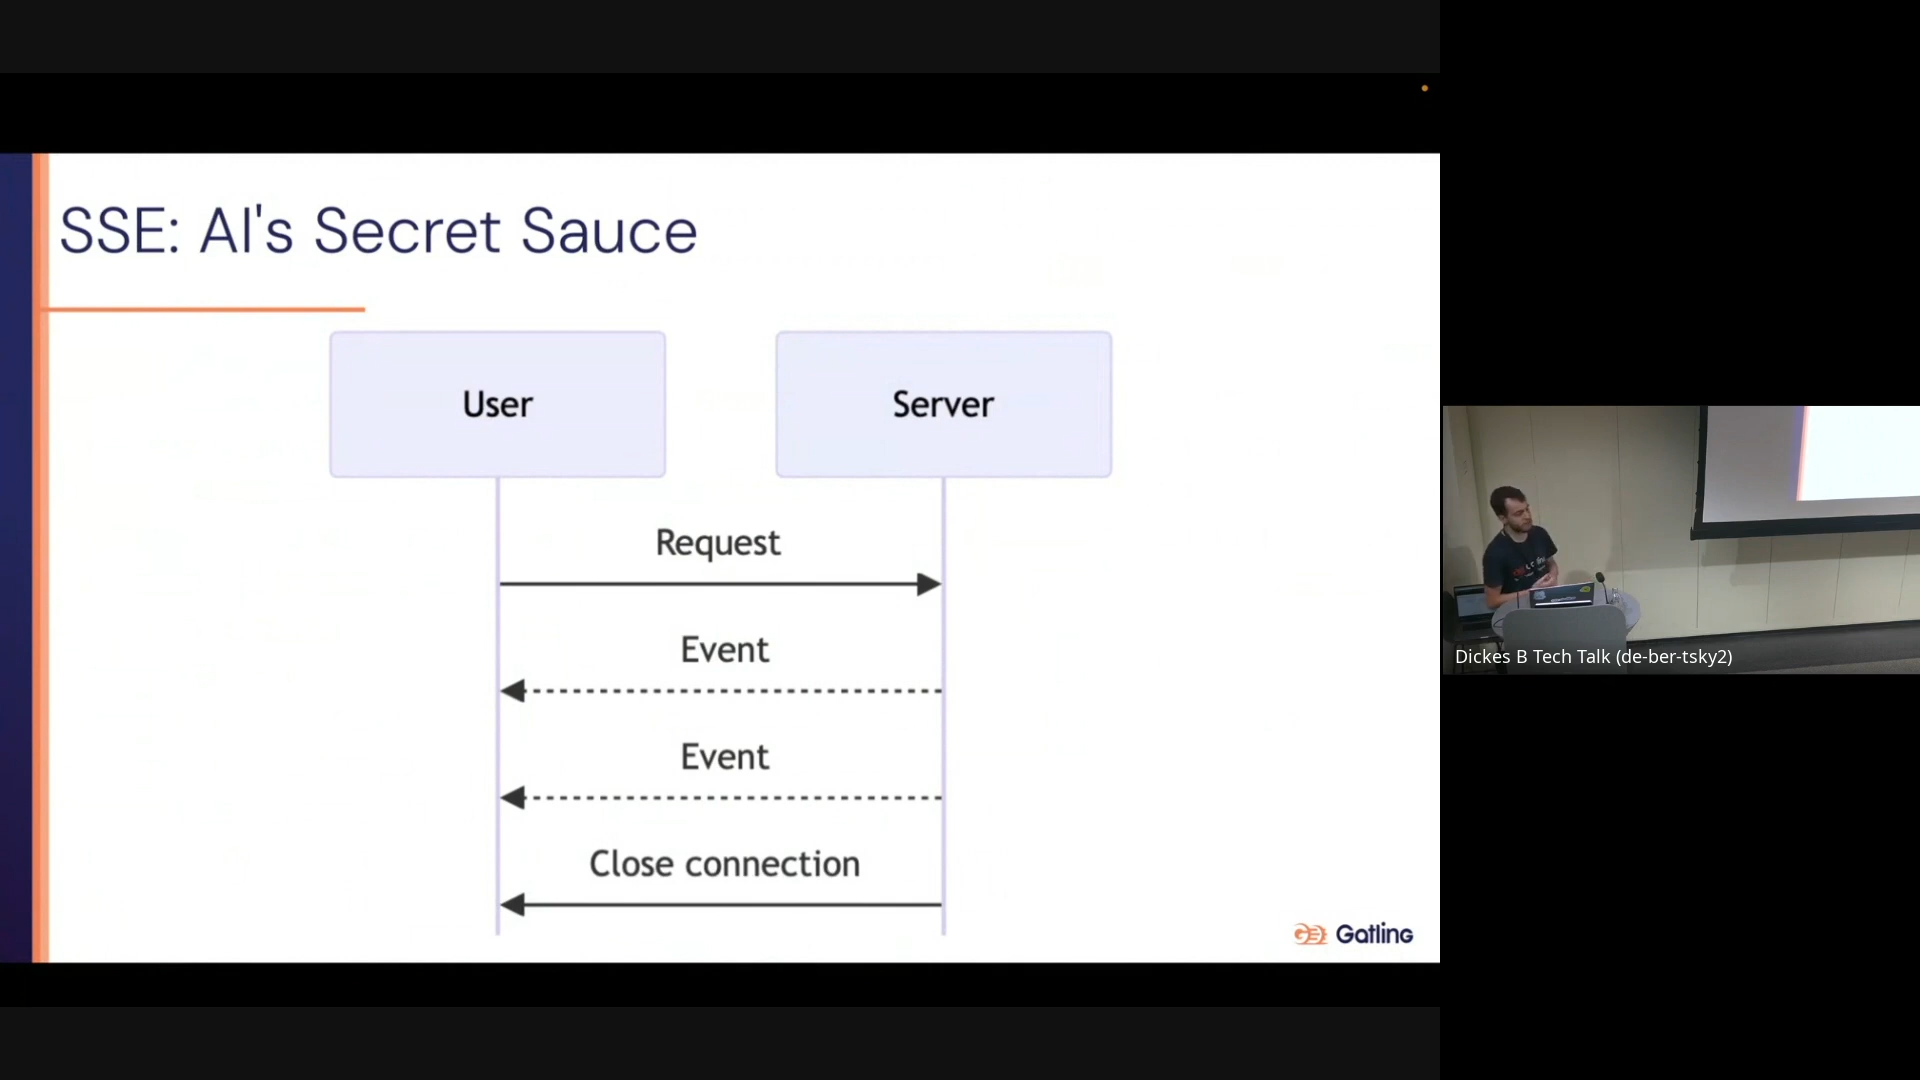 SSE: AI's Secret Sauce
User
Server
Request
Event
Event
Close connection
Gatling
Dickes B Tech Talk (de-ber-tsky2)